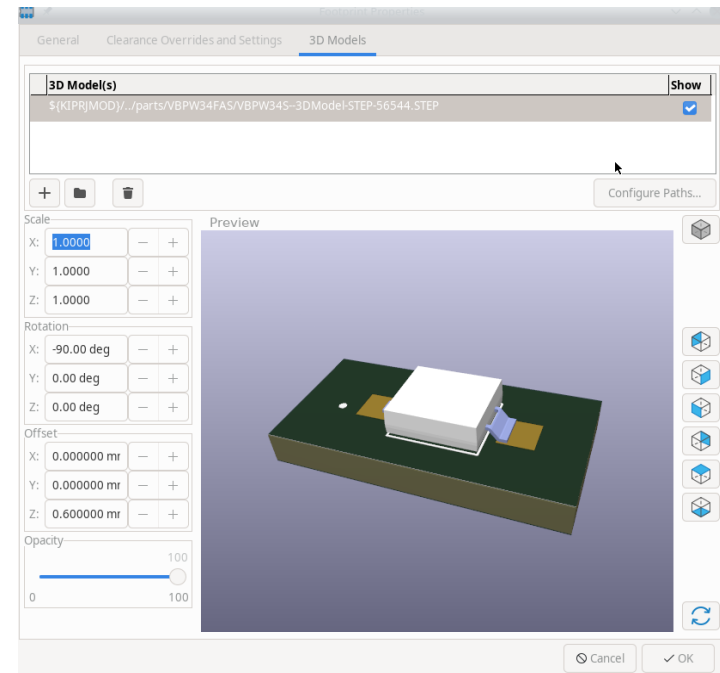 Footprint Properties
General Clearance Overrides and Settings 3D Models
3D Model(s) Show
${KIPRJMOD}/../parts/VBPW34FAS/VBPW34S--3DModel-STEP-56544.STEP
Configure Paths...
Scale
X: 1.0000
Y: 1.0000
Z: 1.0000
Rotation
X: -90.00 deg
Y: 0.00 deg
Z: 0.00 deg
Offset
X: 0.000000 mr
Y: 0.000000 mr
Z: 0.600000 mr
Opacity
100
0 100
Preview
Cancel OK